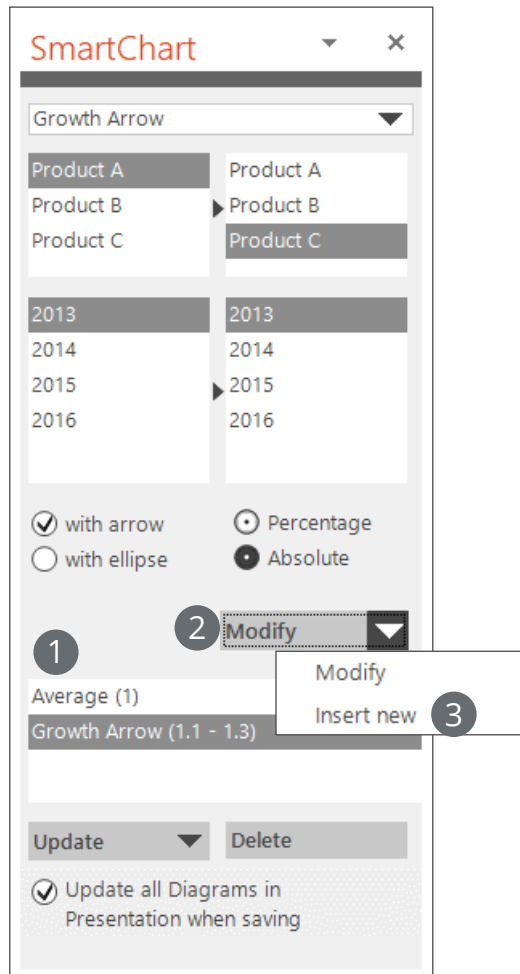 SmartChart
Growth Arrow
Product A Product A
Product B Product B
Product C Product C
2013 2013
2014 2014
2015 2015
2016 2016
with arrow Percentage
with ellipse Absolute
2 Modify
1
Modify
Average (1)
Insert new 3
Growth Arrow (1.1 - 1.3)
Update Delete
Update all Diagrams in
Presentation when saving